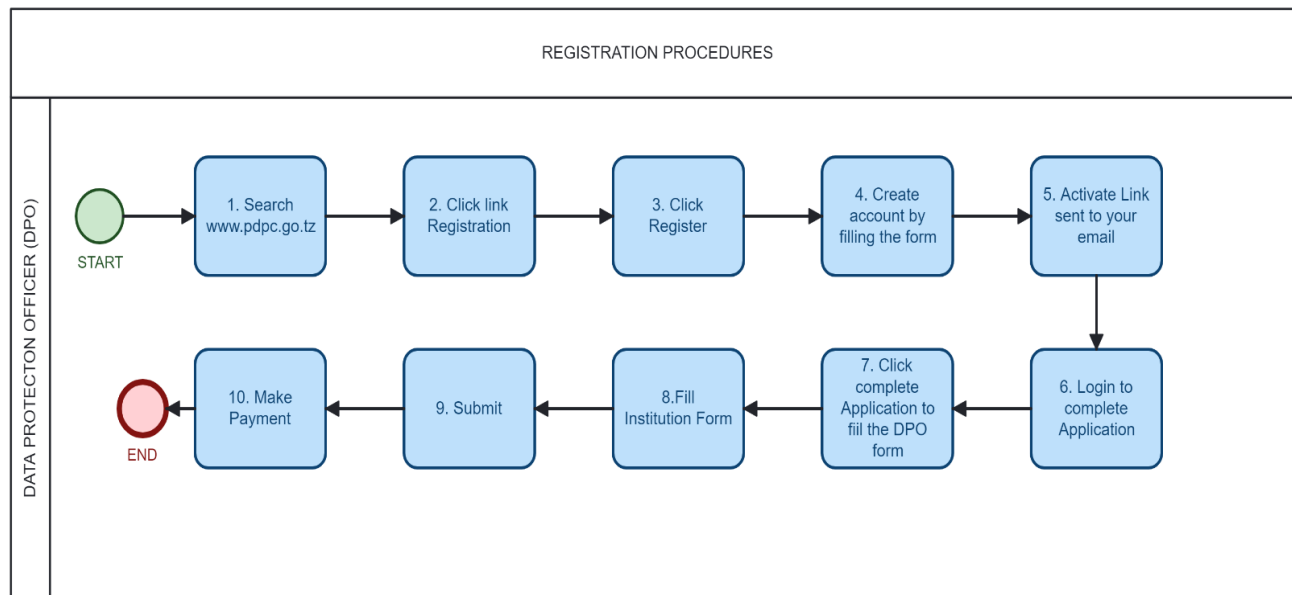 REGISTRATION PROCEDURES
DATA PROTECTON OFFICER (DPO)
START
1. Search
www.pdpc.go.tz
2. Click link
Registration
3. Click
Register
4. Create
account by
filling the form
5. Activate Link
sent to your
email
6. Login to
complete
Application
7. Click
complete
Application to
fiil the DPO
form
8.Fill
Institution Form
9. Submit
10. Make
Payment
END